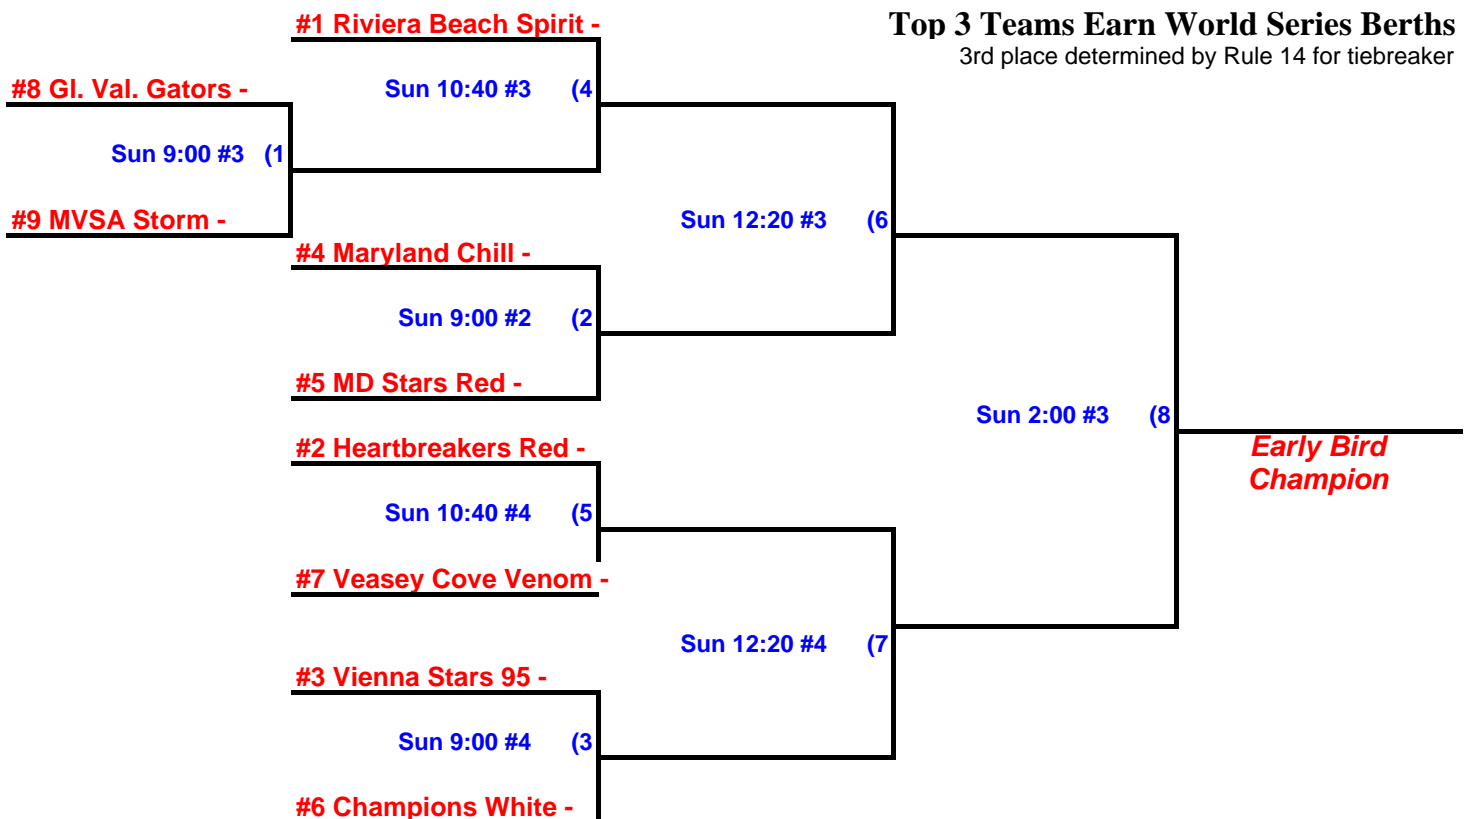 #1 Riviera Beach Spirit -
Top 3 Teams Earn World Series Berths
3rd place determined by Rule 14 for tiebreaker
#8 Gl. Val. Gators -
Sun 10:40 #3 (4
Sun 9:00 #3 (1
#9 MVSA Storm -
Sun 12:20 #3 (6
#4 Maryland Chill -
Sun 9:00 #2 (2
#5 MD Stars Red -
Sun 2:00 #3 (8
#2 Heartbreakers Red -
Early Bird
Champion
Sun 10:40 #4 (5
#7 Veasey Cove Venom -
Sun 12:20 #4 (7
#3 Vienna Stars 95 -
Sun 9:00 #4 (3
#6 Champions White -